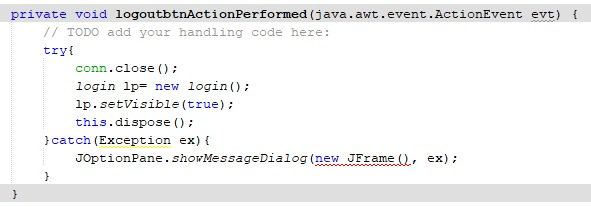 private void logoutbtnActionPerformed(java.awt.event.ActionEvent evt) {
// TODO add your handling code here:
try{
conn.close();
login lp= new login();
lp.setVisible(true);
this.dispose();
}catch(Exception ex){
JOptionPane.showMessageDialog(new JFrame(), ex);
}
}